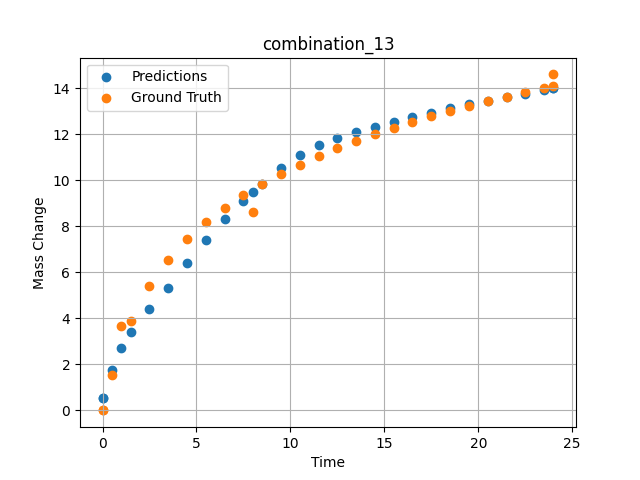 combination_13
Predictions
Ground Truth
14
12
10
8
6
4
2
0
Mass Change
0 5 10 15 20 25
Time